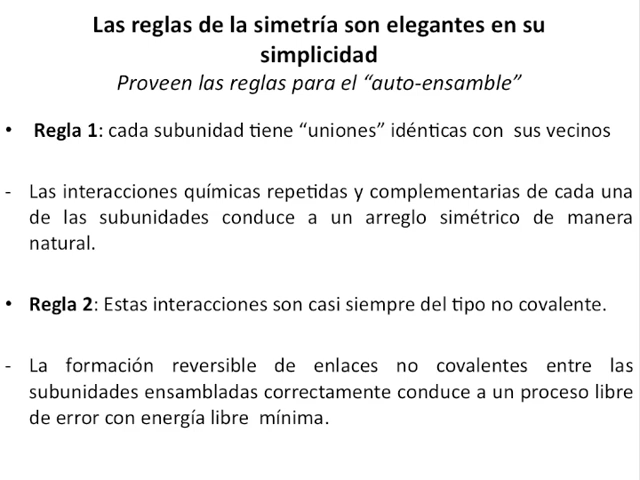 Las reglas de la simetría son elegantes en su
simplicidad
Proveen las reglas para el “auto-ensamble”
• Regla 1: cada subunidad tiene “uniones” idénticas con sus vecinos
- Las interacciones químicas repetidas y complementarias de cada una
de las subunidades conduce a un arreglo simétrico de manera
natural.
• Regla 2: Estas interacciones son casi siempre del tipo no covalente.
- La formación reversible de enlaces no covalentes entre las
subunidades ensambladas correctamente conduce a un proceso libre
de error con energía libre mínima.